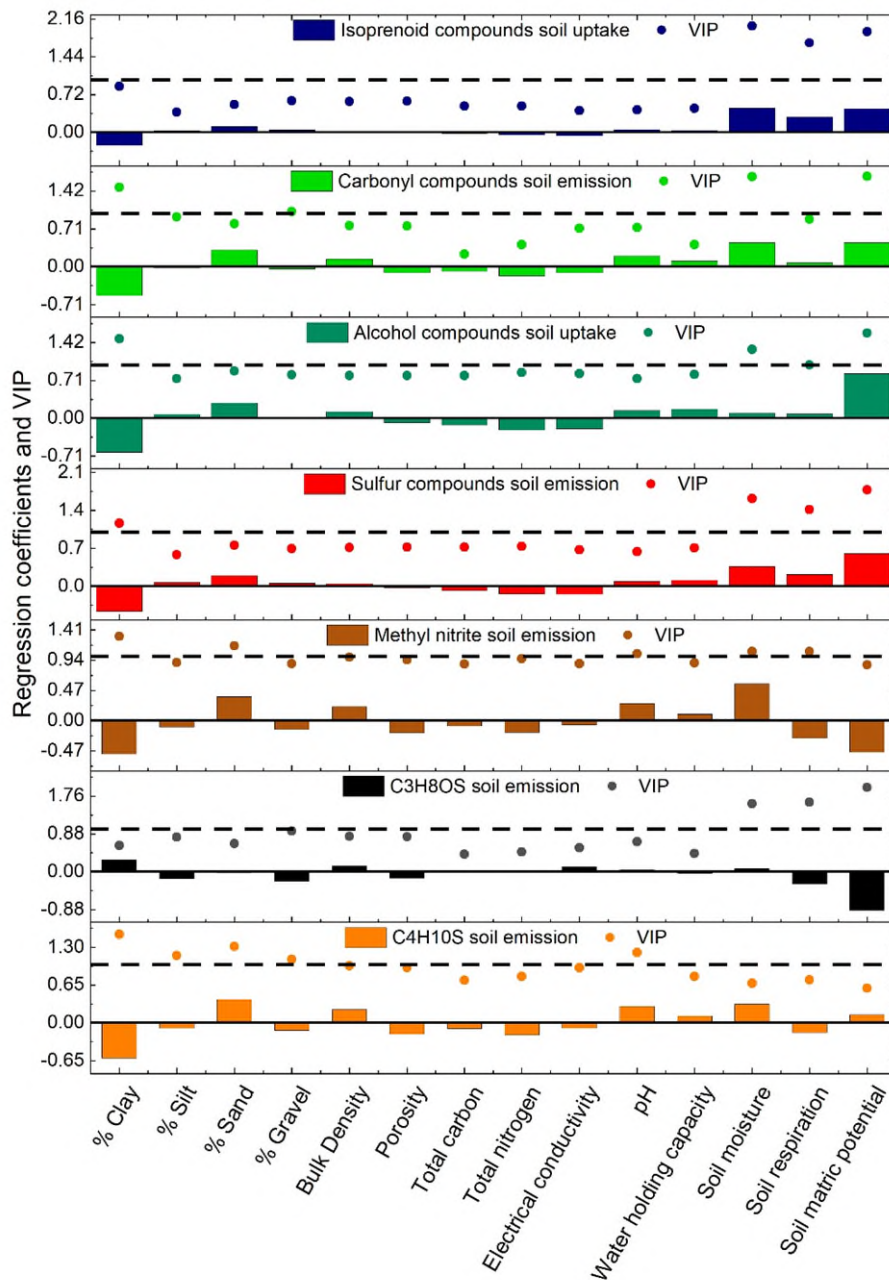 Regression coefficients and VIP
Isoprenoid compounds soil uptake VIP
2.16
1.44
0.72
0.00
Carbonyl compounds soil emission VIP
1.42
0.71
0.00
-0.71
Alcohol compounds soil uptake VIP
1.42
0.71
0.00
-0.71
Sulfur compounds soil emission VIP
2.1
1.4
0.7
0.00
Methyl nitrite soil emission VIP
1.41
0.94
0.47
0.00
-0.47
C3H8OS soil emission VIP
1.76
0.88
0.00
-0.88
C4H10S soil emission VIP
1.30
0.65
0.00
-0.65
% Clay
% Silt
% Sand
% Gravel
Bulk Density
Porosity
Total carbon
Total nitrogen
Electrical conductivity
pH
Water holding capacity
Soil moisture
Soil respiration
Soil matric potential